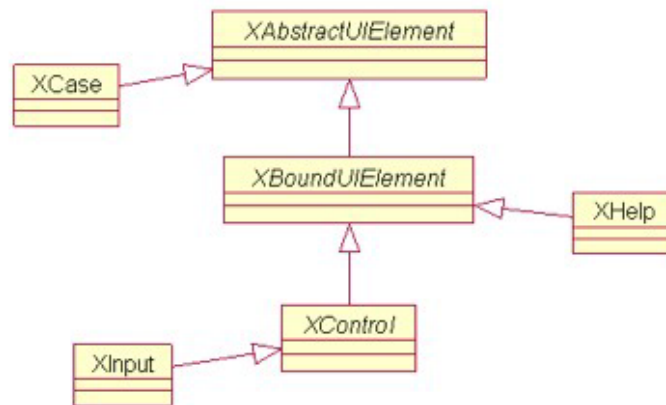 XAbstractUIElement
XCase
XBoundUIElement
XHelp
XControl
XInput